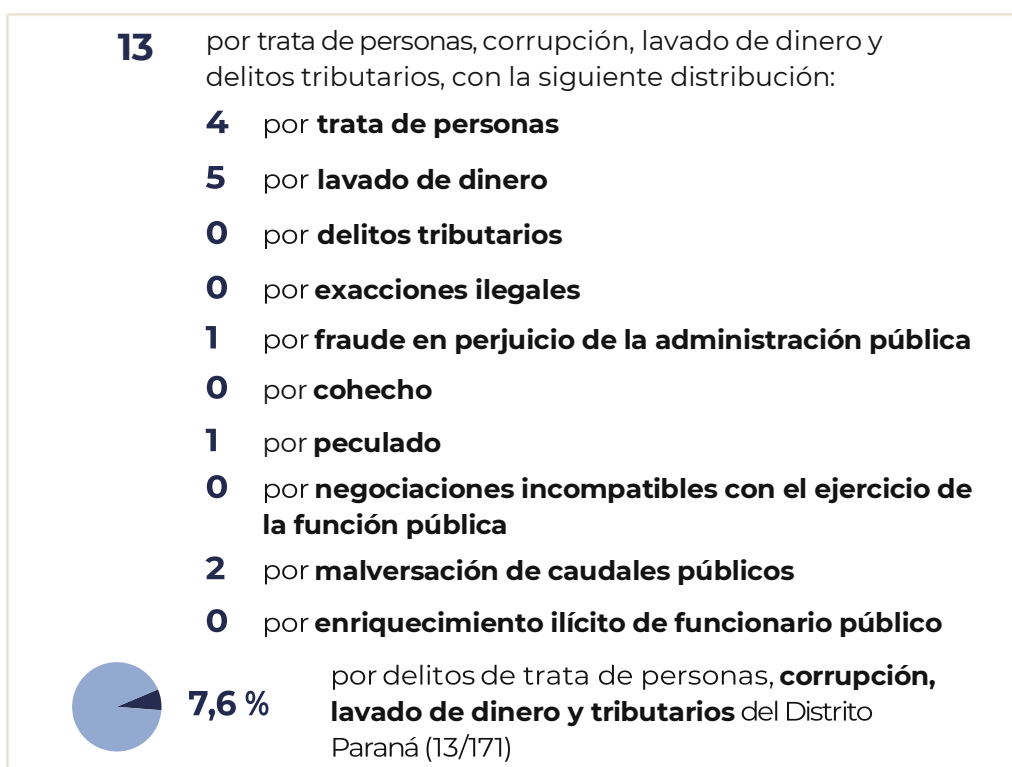 13 por trata de personas, corrupción, lavado de dinero y
delitos tributarios, con la siguiente distribución:
4 por trata de personas
5 por lavado de dinero
0 por delitos tributarios
0 por exacciones ilegales
1 por fraude en perjuicio de la administración pública
0 por cohecho
1 por peculado
0 por negociaciones incompatibles con el ejercicio de
la función pública
2 por malversación de caudales públicos
0 por enriquecimiento ilícito de funcionario público
7,6 %
por delitos de trata de personas, corrupción,
lavado de dinero y tributarios del Distrito
Paraná (13/171)